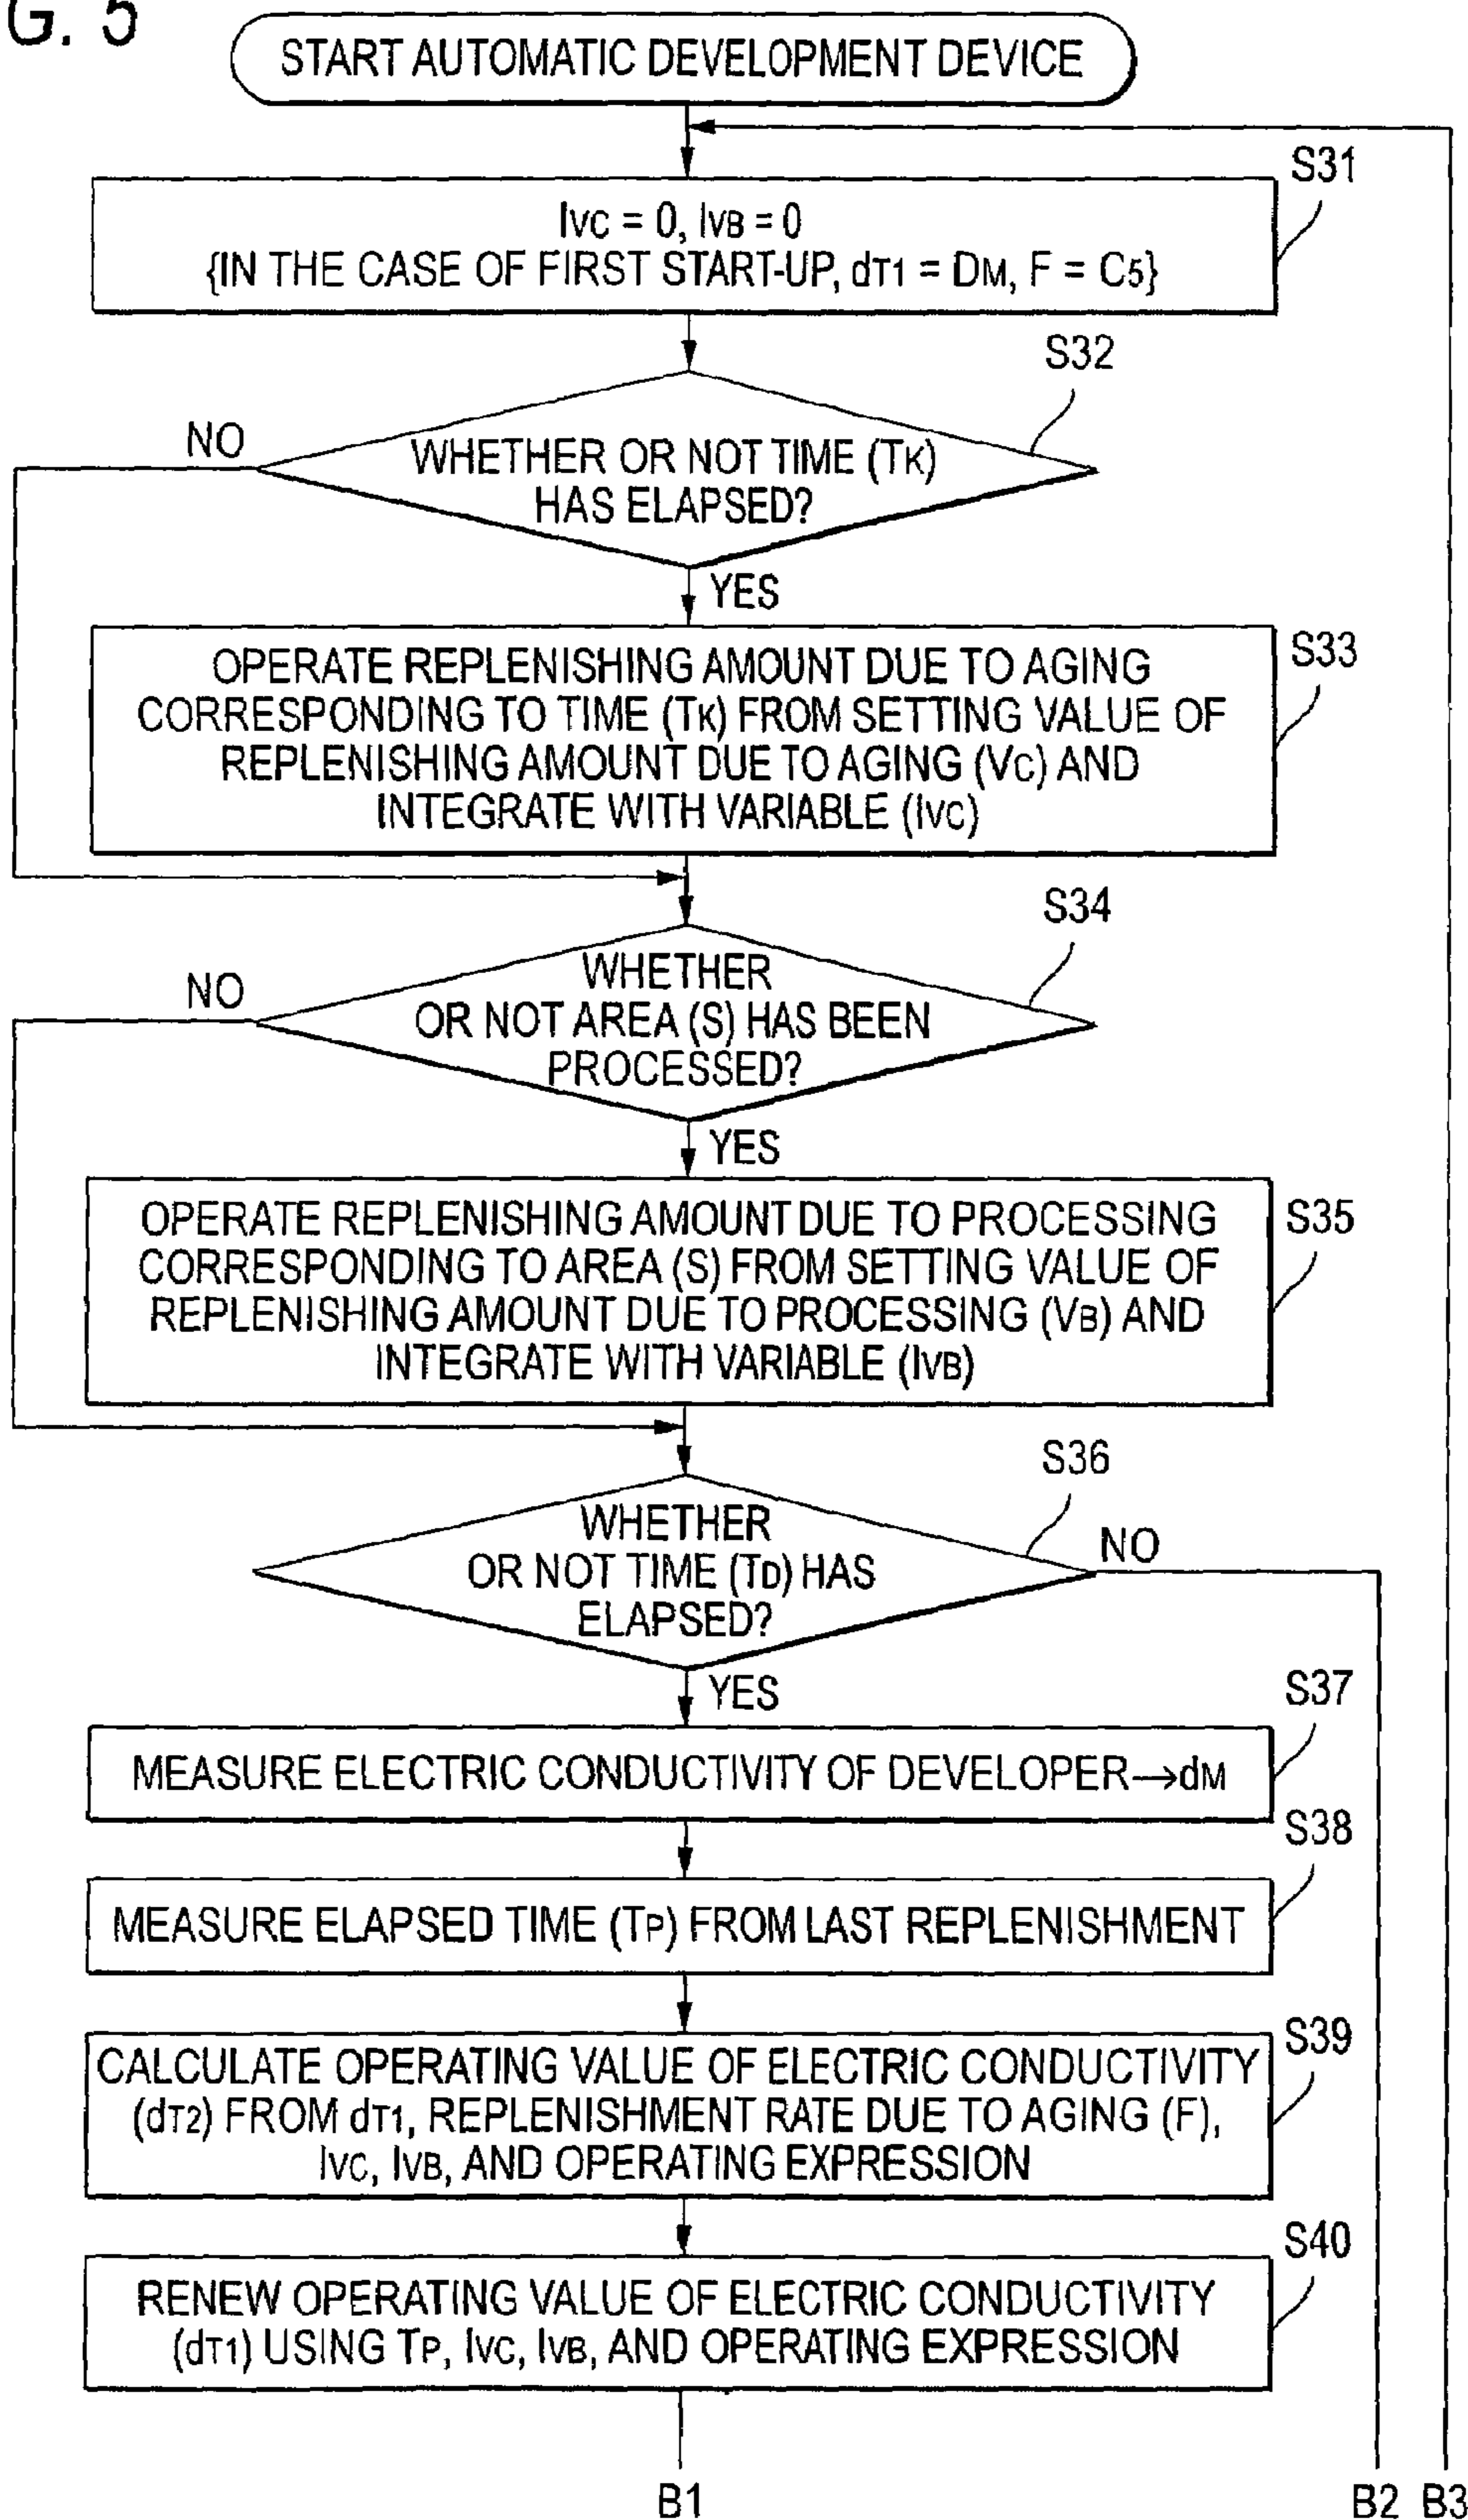 G. 5
START AUTOMATIC DEVELOPMENT DEVICE
S31
IVC = 0, IVB = 0
{IN THE CASE OF FIRST START-UP, dT1 = DM, F = C5}
S32
NO
WHETHER OR NOT TIME (TK)
HAS ELAPSED?
YES
S33
OPERATE REPLENISHING AMOUNT DUE TO AGING
CORRESPONDING TO TIME (TK) FROM SETTING VALUE OF
REPLENISHING AMOUNT DUE TO AGING (VC) AND
INTEGRATE WITH VARIABLE (IVC)
S34
NO
WHETHER
OR NOT AREA (S) HAS BEEN
PROCESSED?
YES
S35
OPERATE REPLENISHING AMOUNT DUE TO PROCESSING
CORRESPONDING TO AREA (S) FROM SETTING VALUE OF
REPLENISHING AMOUNT DUE TO PROCESSING (VB) AND
INTEGRATE WITH VARIABLE (IVB)
S36
WHETHER
OR NOT TIME (TD) HAS
ELAPSED?
NO
YES
S37
MEASURE ELECTRIC CONDUCTIVITY OF DEVELOPER→dM
S38
MEASURE ELAPSED TIME (TP) FROM LAST REPLENISHMENT
S39
CALCULATE OPERATING VALUE OF ELECTRIC CONDUCTIVITY
(dT2) FROM dT1, REPLENISHMENT RATE DUE TO AGING (F),
IVC, IVB, AND OPERATING EXPRESSION
S40
RENEW OPERATING VALUE OF ELECTRIC CONDUCTIVITY
(dT1) USING TP, IVC, IVB, AND OPERATING EXPRESSION
B1
B2
B3